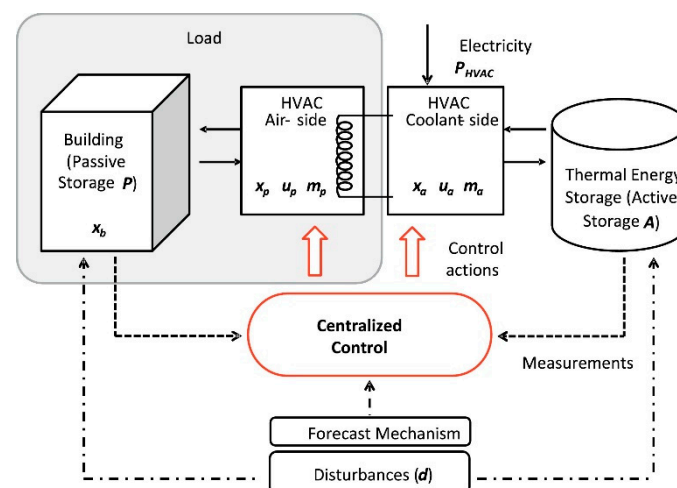 Load
Electricity
P_HVAC
Building
(Passive
Storage P)
x_b
HVAC
Air- side
x_p u_p m_p
HVAC
Coolant-side
x_a u_a m_a
Thermal Energy
Storage (Active
Storage A)
Control
actions
Centralized
Control
Measurements
Forecast Mechanism
Disturbances (d)